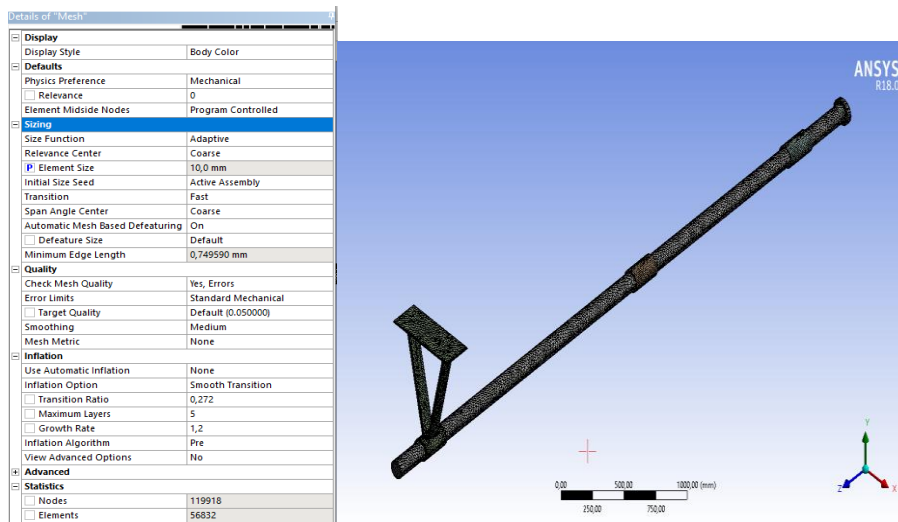 Details of "Mesh"
Display
Display Style Body Color
Defaults
Physics Preference Mechanical
Relevance 0
Element Midside Nodes Program Controlled
Sizing
Size Function Adaptive
Relevance Center Coarse
P Element Size 10,0 mm
Initial Size Seed Active Assembly
Transition Fast
Span Angle Center Coarse
Automatic Mesh Based Defeaturing On
Defeature Size Default
Minimum Edge Length 0,749590 mm
Quality
Check Mesh Quality Yes, Errors
Error Limits Standard Mechanical
Target Quality Default (0.050000)
Smoothing Medium
Mesh Metric None
Inflation
Use Automatic Inflation None
Inflation Option Smooth Transition
Transition Ratio 0,272
Maximum Layers 5
Growth Rate 1,2
Inflation Algorithm Pre
View Advanced Options No
Advanced
Statistics
Nodes 119918
Elements 56832
ANSYS
R18.0
0,00 500,00 1000,00 (mm)
250,00 750,00
Y
Z X